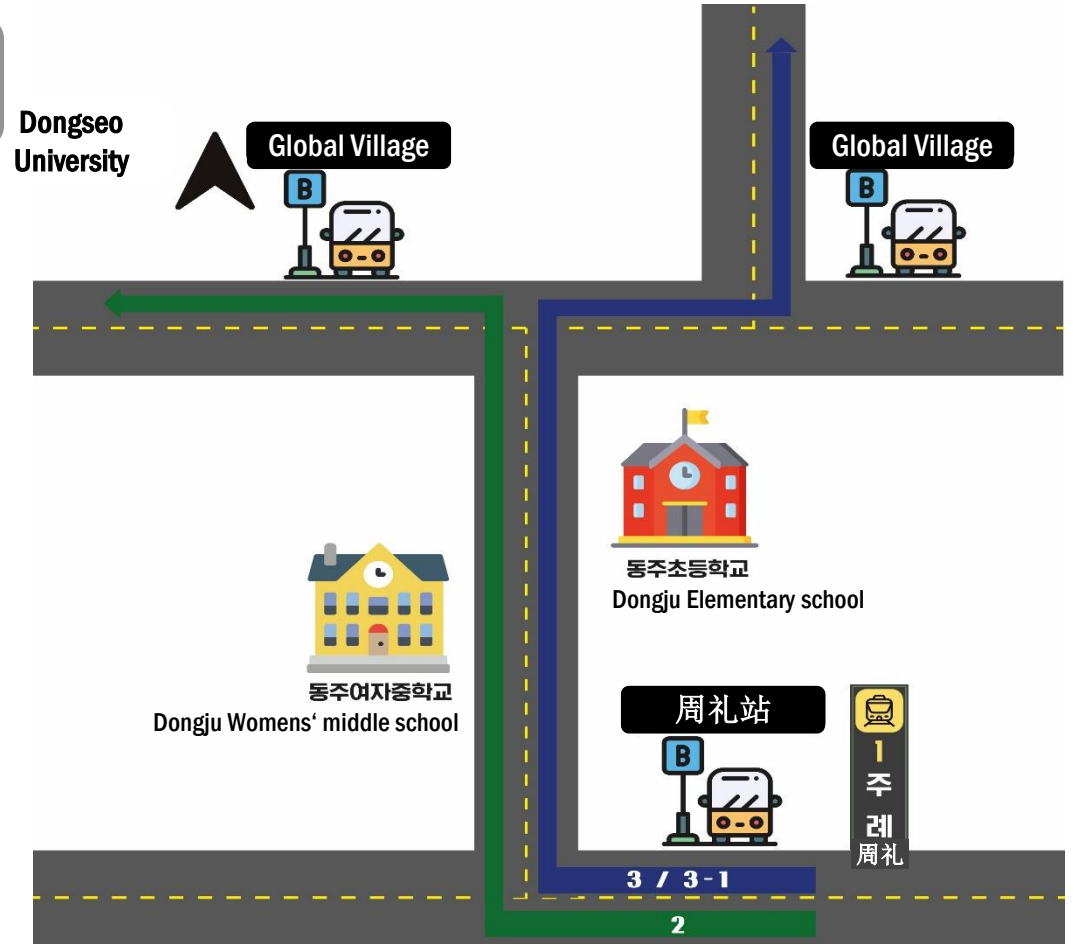 Dongseo
University
Global Village
B
Global Village
B
동주초등학교
Dongju Elementary school
동주여자중학교
Dongju Womens‘ middle school
周礼站
B
1
주
례
周礼
3 / 3-1
2